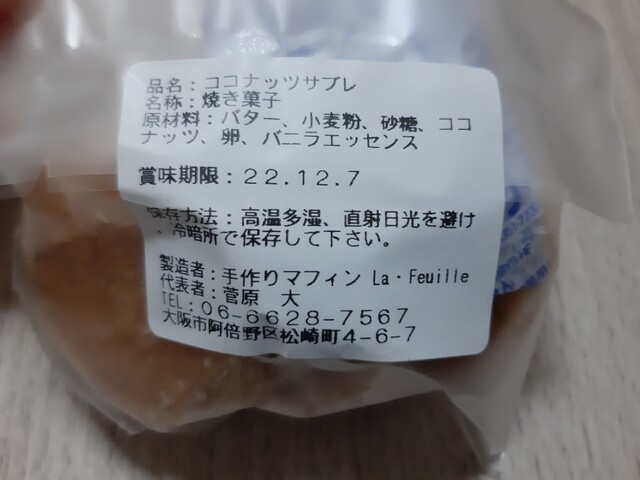 品名：ココナッツサブレ
名称：焼き菓子
原材料：バター、小麦粉、砂糖、ココ
ナッツ、卵、バニラエッセンス
賞味期限：22.12.7
保存方法：高温多湿、直射日光を避け
、冷暗所で保存して下さい。
製造者：手作りマフィン La・Feuille
代表者：菅原　大
TEL：06-6628-7567
大阪市阿倍野区松崎町4-6-7